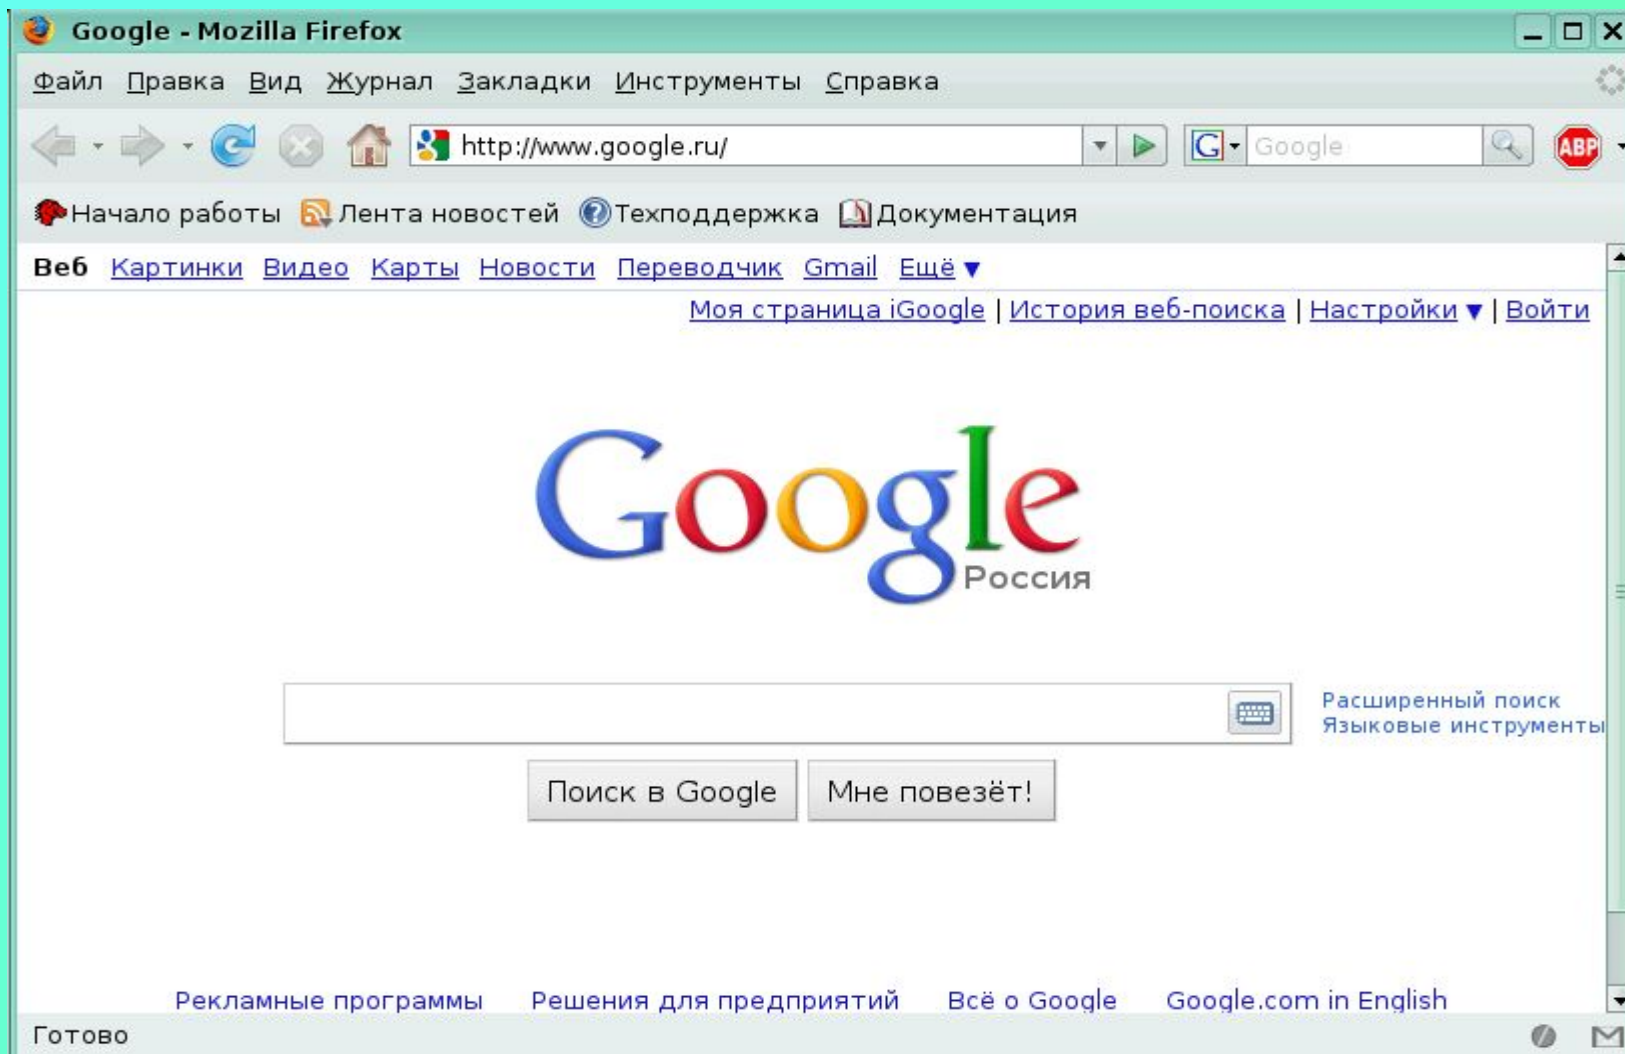 Google - Mozilla Firefox
Файл Правка Вид Журнал Закладки Инструменты Справка
http://www.google.ru/ G Google ABP
Начало работы Лента новостей Техподдержка Документация
Веб Картинки Видео Карты Новости Переводчик Gmail Ещё ▼
Моя страница iGoogle | История веб-поиска | Настройки ▼ | Войти
Google
Россия
Расширенный поиск
Языковые инструменты
Поиск в Google Мне повезёт!
Рекламные программы Решения для предприятий Всё о Google Google.com in English
Готово